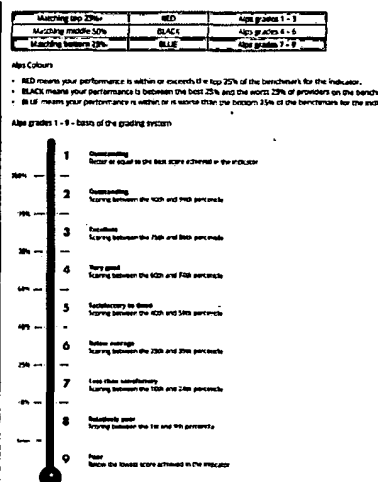 Matching top 25% RED Alps grades 1 - 3
Matching middle 50% BLACK Alps grades 4 - 6
Matching bottom 25% BLUE Alps grades 7 - 9
Alps Colours
RED means your performance is within or exceeds the top 25% of the benchmark for the indicator.
BLACK means your performance is between the best 25% and the worst 25% of providers on the bench
BLUE means your performance is within or is worse than the bottom 25% of the benchmark for the indi
Alps grades 1 - 9 - basis of the grading system
1 Outstanding
Better or equal to the best score achieved in the indicator
100%
2 Outstanding
Scoring between the 90th and 99th percentile
3 Excellent
Scoring between the 75th and 89th percentile
4 Very good
Scoring between the 60th and 74th percentile
60%
5 Satisfactory to Good
Scoring between the 40th and 59th percentile
40%
6 Below average
Scoring between the 25th and 39th percentile
25%
7 Less than satisfactory
Scoring between the 10th and 24th percentile
8 Relatively poor
Scoring between the 1st and 9th percentile
9 Poor
Below the lowest score achieved in the indicator